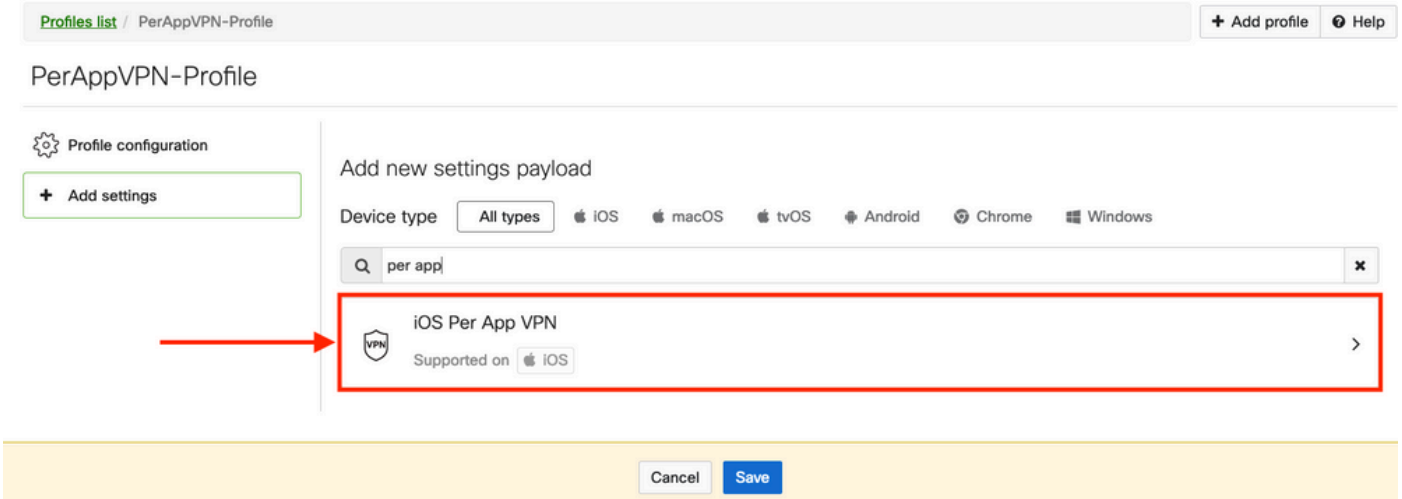 Profiles list / PerAppVPN-Profile
+ Add profile
Help
PerAppVPN-Profile
Profile configuration
+ Add settings
Add new settings payload
Device type All types iOS macOS tvOS Android Chrome Windows
per app
VPN
iOS Per App VPN
Supported on iOS
Cancel Save